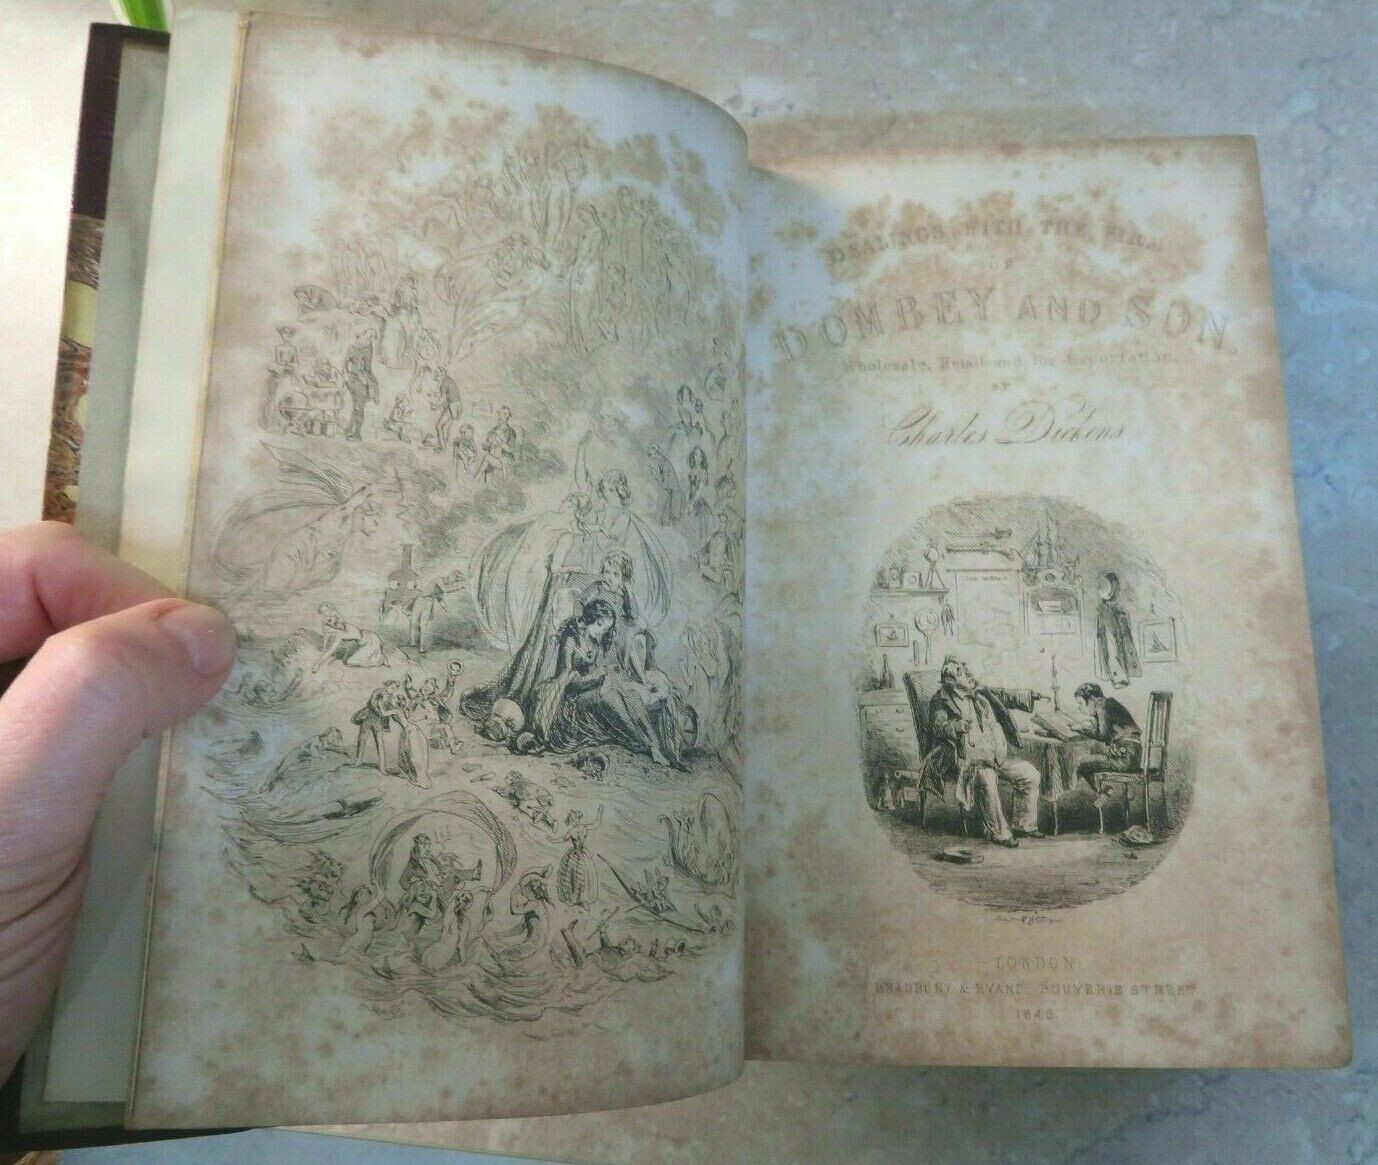 DEALINGS WITH THE FIRM
OF
DOMBEY AND SON,
Wholesale, Retail and for Exportation,
BY
Charles Dickens
LONDON
BRADBURY & EVANS, BOUVERIE STREET.
1848.